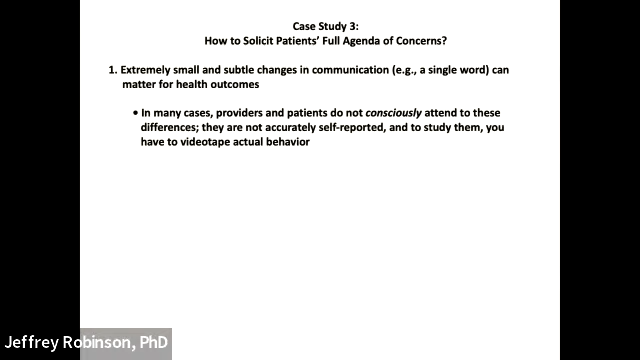 Case Study 3:
How to Solicit Patients' Full Agenda of Concerns?
1. Extremely small and subtle changes in communication (e.g., a single word) can
matter for health outcomes
• In many cases, providers and patients do not consciously attend to these
differences; they are not accurately self-reported, and to study them, you
have to videotape actual behavior
Jeffrey Robinson, PhD